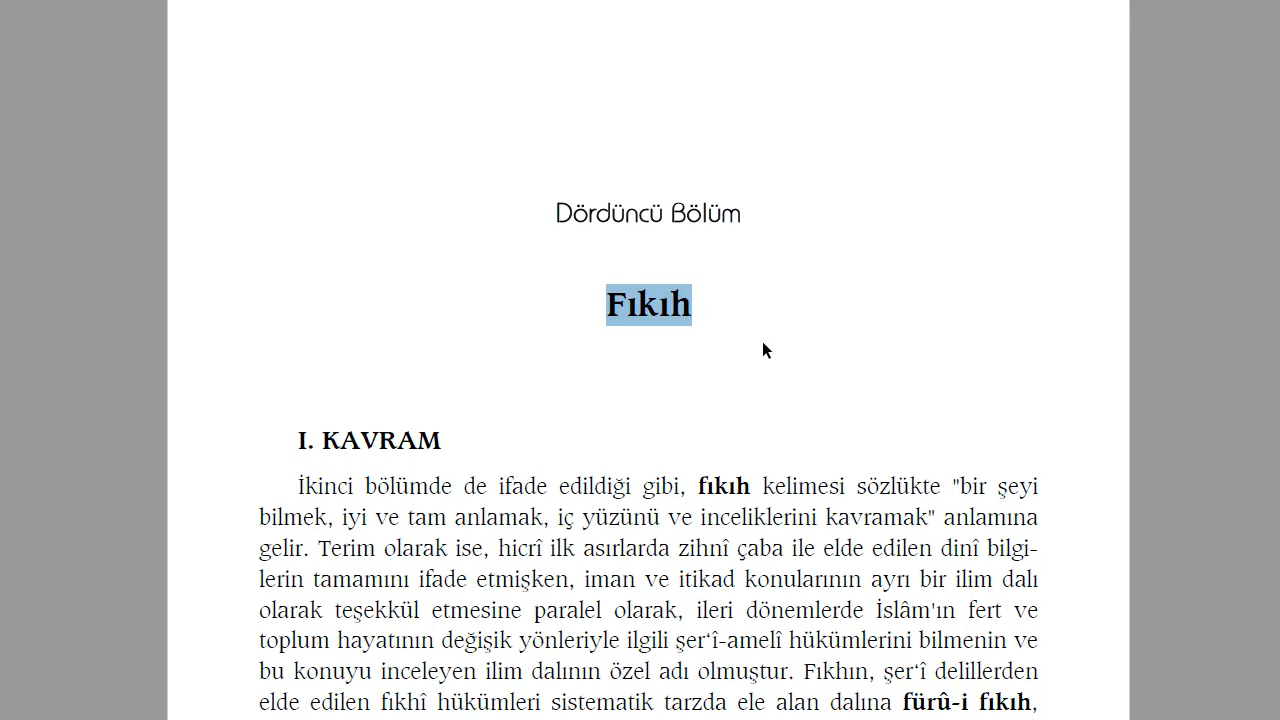 Dördüncü Bölüm
Fıkıh
I. KAVRAM
İkinci bölümde de ifade edildiği gibi, fıkıh kelimesi sözlükte "bir şeyi
bilmek, iyi ve tam anlamak, iç yüzünü ve inceliklerini kavramak" anlamına
gelir. Terim olarak ise, hicrî ilk asırlarda zihnî çaba ile elde edilen dinî bilgi-
lerin tamamını ifade etmişken, iman ve itikad konularının ayrı bir ilim dalı
olarak teşekkül etmesine paralel olarak, ileri dönemlerde İslâm'ın fert ve
toplum hayatının değişik yönleriyle ilgili şer‘î-amelî hükümlerini bilmenin ve
bu konuyu inceleyen ilim dalının özel adı olmuştur. Fıkhın, şer‘î delillerden
elde edilen fıkhî hükümleri sistematik tarzda ele alan dalına fürû-i fıkıh,